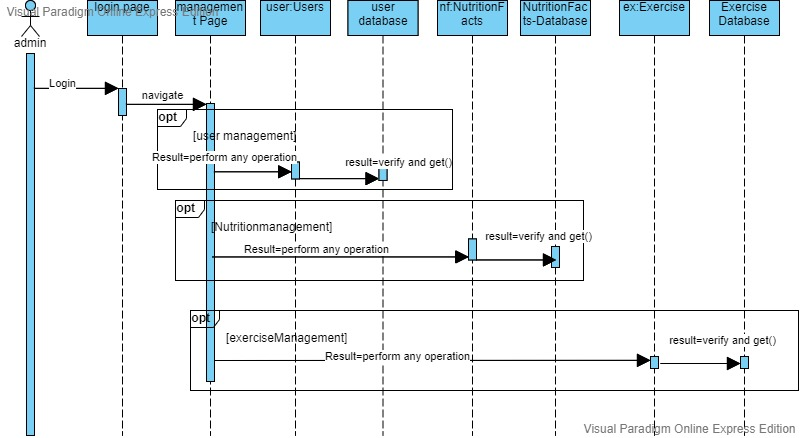 Visual Paradigm Online Express Edition
admin
login page
management Page
user:Users
user
database
nf:NutritionF
acts
NutritionFac
ts-Database
ex:Exercise
Exercise
Database
Login
navigate
opt
[user management]
Result=perform any operation
result=verify and get()
opt
[Nutritionmanagement]
Result=perform any operation
result=verify and get()
opt
[exerciseManagement]
Result=perform any operation
result=verify and get()
Visual Paradigm Online Express Edition